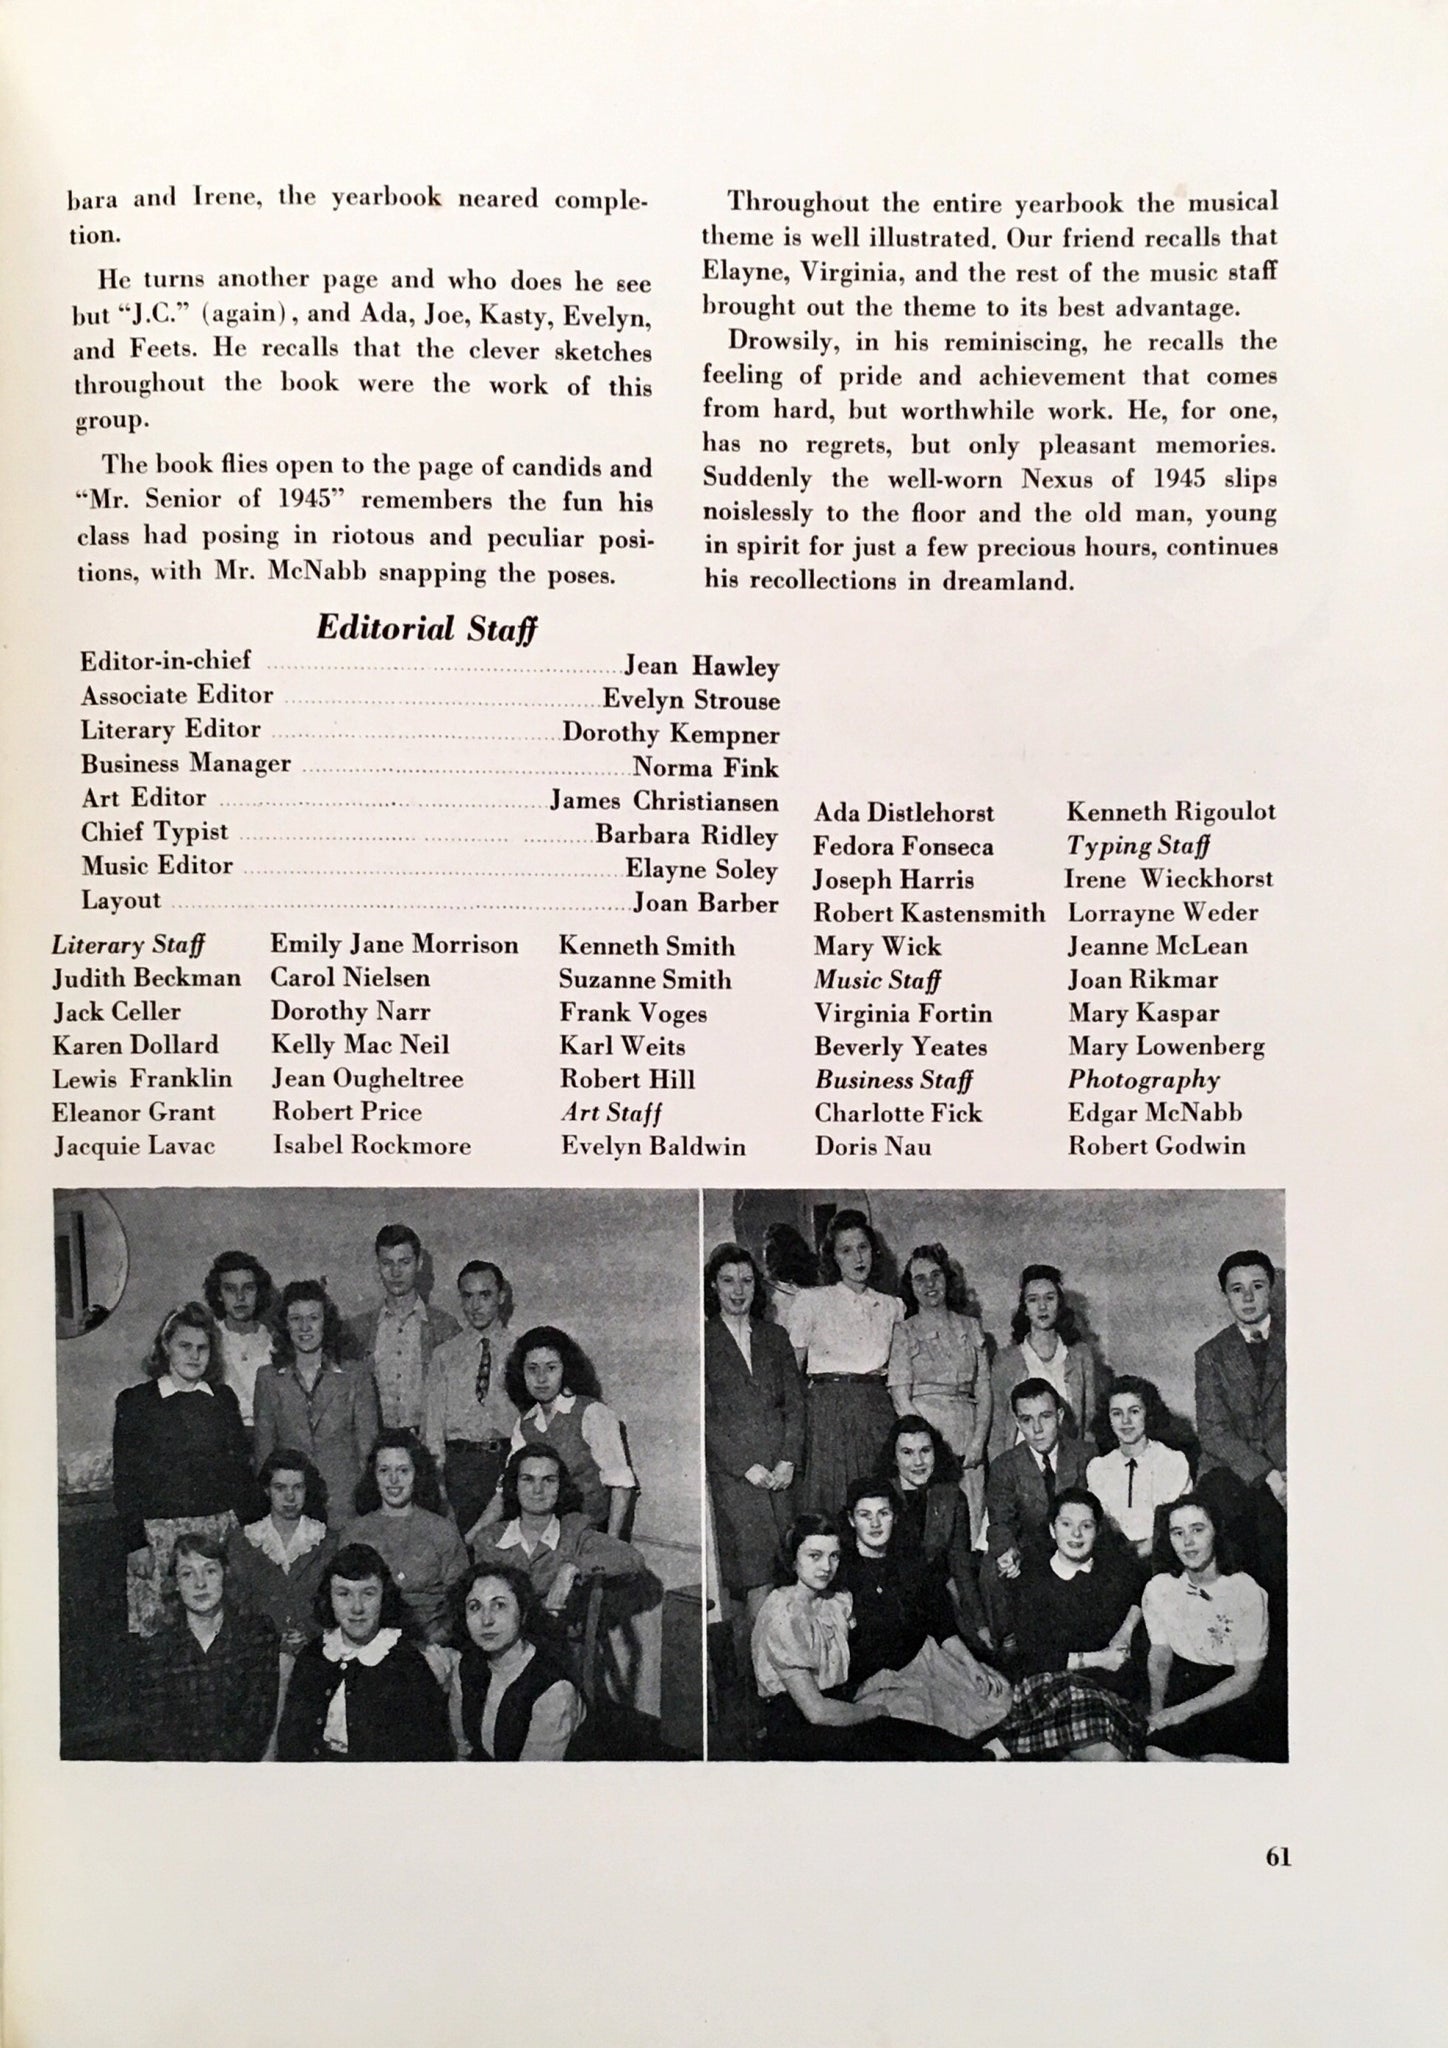 bara and Irene, the yearbook neared comple-
tion.
He turns another page and who does he see
but “J.C.” (again), and Ada, Joe, Kasty, Evelyn,
and Feets. He recalls that the clever sketches
throughout the book were the work of this
group.
The book flies open to the page of candids and
“Mr. Senior of 1945” remembers the fun his
class had posing in riotous and peculiar posi-
tions, with Mr. McNabb snapping the poses.
Throughout the entire yearbook the musical
theme is well illustrated. Our friend recalls that
Elayne, Virginia, and the rest of the music staff
brought out the theme to its best advantage.
Drowsily, in his reminiscing, he recalls the
feeling of pride and achievement that comes
from hard, but worthwhile work. He, for one,
has no regrets, but only pleasant memories.
Suddenly the well-worn Nexus of 1945 slips
noislessly to the floor and the old man, young
in spirit for just a few precious hours, continues
his recollections in dreamland.
Editorial Staff
Editor-in-chief Jean Hawley
Associate Editor Evelyn Strouse
Literary Editor Dorothy Kempner
Business Manager Norma Fink
Art Editor James Christiansen
Chief Typist Barbara Ridley
Music Editor Elayne Soley
Layout Joan Barber
Literary Staff
Judith Beckman
Jack Celler
Karen Dollard
Lewis Franklin
Eleanor Grant
Jacquie Lavac
Emily Jane Morrison
Carol Nielsen
Dorothy Narr
Kelly Mac Neil
Jean Ougheltree
Robert Price
Isabel Rockmore
Kenneth Smith
Suzanne Smith
Frank Voges
Karl Weits
Robert Hill
Art Staff
Evelyn Baldwin
Ada Distlehorst
Fedora Fonseca
Joseph Harris
Robert Kastensmith
Mary Wick
Music Staff
Virginia Fortin
Beverly Yeates
Business Staff
Charlotte Fick
Doris Nau
Kenneth Rigoulot
Typing Staff
Irene Wieckhorst
Lorrayne Weder
Jeanne McLean
Joan Rikmar
Mary Kaspar
Mary Lowenberg
Photography
Edgar McNabb
Robert Godwin
61